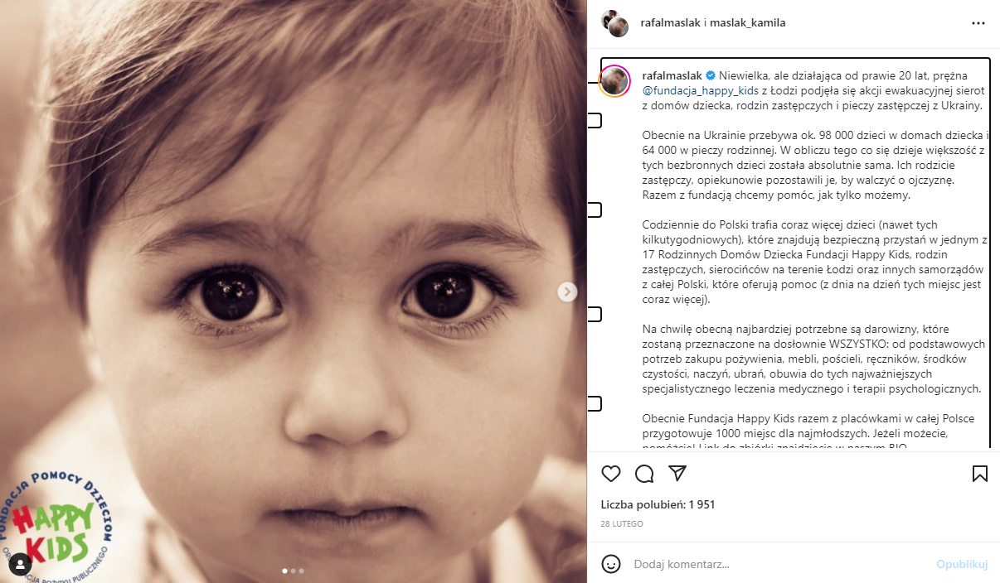 rafalmaslak i maslak_kamila
rafalmaslak Niewielka, ale działająca od prawie 20 lat, prężna
@fundacja_happy_kids z Łodzi podjęła się akcji ewakuacyjnej sierot
z domów dziecka, rodzin zastępczych i pieczy zastępczej z Ukrainy.
Obecnie na Ukrainie przebywa ok. 98 000 dzieci w domach dziecka i
64 000 w pieczy rodzinnej. W obliczu tego co się dzieje większość z
tych bezbronnych dzieci została absolutnie sama. Ich rodzicie
zastępczy, opiekunowie pozostawili je, by walczyć o ojczyznę.
Razem z fundacją chcemy pomóc, jak tylko możemy.
Codziennie do Polski trafia coraz więcej dzieci (nawet tych
kilkutygodniowych), które znajdują bezpieczną przystań w jednym z
17 Rodzinnych Domów Dziecka Fundacji Happy Kids, rodzin
zastępczych, sierocińców na terenie Łodzi oraz innych samorządów
z całej Polski, które oferują pomoc (z dnia na dzień tych miejsc jest
coraz więcej).
Na chwilę obecną najbardziej potrzebne są darowizny, które
zostaną przeznaczone na dosłownie WSZYSTKO: od podstawowych
potrzeb zakupu pożywienia, mebli, pościeli, ręczników, środków
czystości, naczyń, ubrań, obuwia do tych najważniejszych
specjalistycznego leczenia medycznego i terapii psychologicznych.
Obecnie Fundacja Happy Kids razem z placówkami w całej Polsce
przygotowuje 1000 miejsc dla najmłodszych. Jeżeli możecie,
pomóżcie! Link do zbiórki znajdziecie w naszym BIO
Liczba polubień: 1 951
28 LUTEGO
Dodaj komentarz...
Opublikuj
FUNDACJA POMOCY DZIECIOM
HAPPY
KIDS
POŻYTKU PUBLICZNEGO